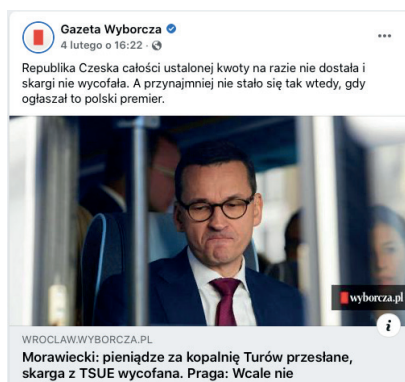 Gazeta Wyborcza
4 lutego o 16:22 ·
Republika Czeska całości ustalonej kwoty na razie nie dostała i
skargi nie wycofała. A przynajmniej nie stało się tak wtedy, gdy
ogłaszał to polski premier.
wyborcza.pl
i
WROCLAW.WYBORCZA.PL
Morawiecki: pieniądze za kopalnię Turów przesłane,
skarga z TSUE wycofana. Praga: Wcale nie